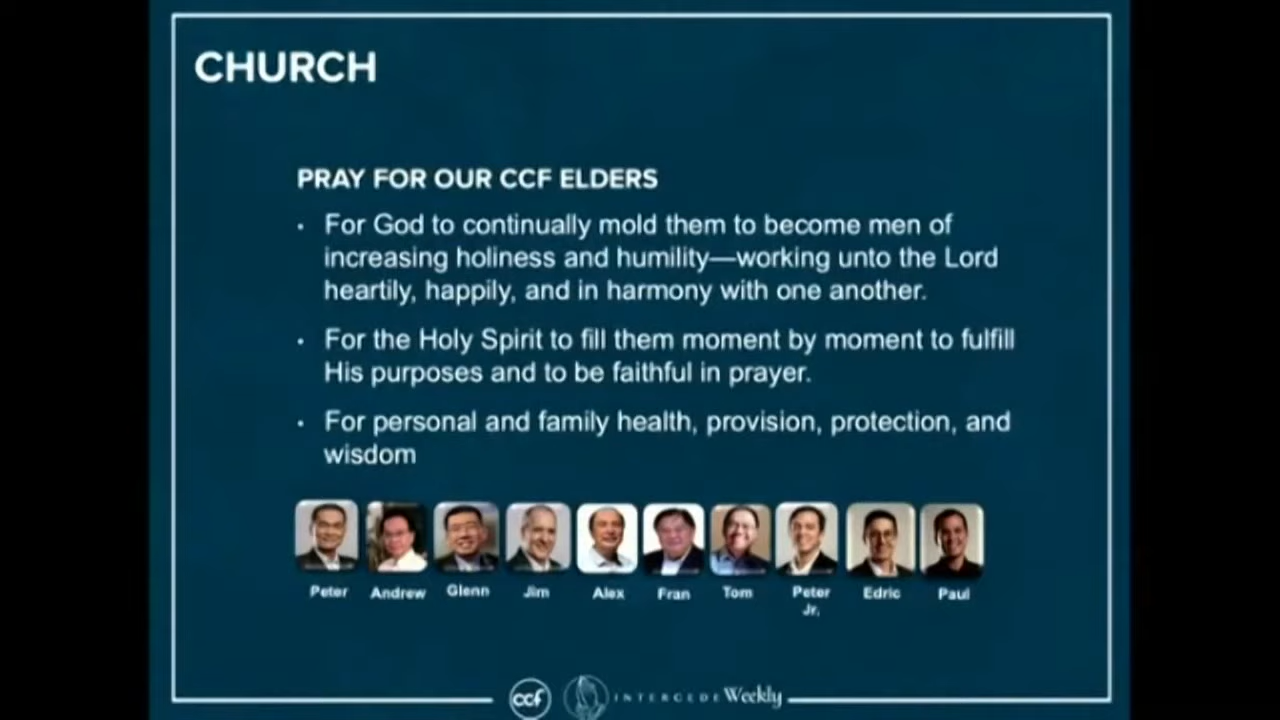 CHURCH
PRAY FOR OUR CCF ELDERS
• For God to continually mold them to become men of
increasing holiness and humility—working unto the Lord
heartily, happily, and in harmony with one another.
• For the Holy Spirit to fill them moment by moment to fulfill
His purposes and to be faithful in prayer.
• For personal and family health, provision, protection, and
wisdom
Peter Andrew Glenn Jim Alex Fran Tom Peter Jr. Edric Paul
ccf INTERCEDE Weekly